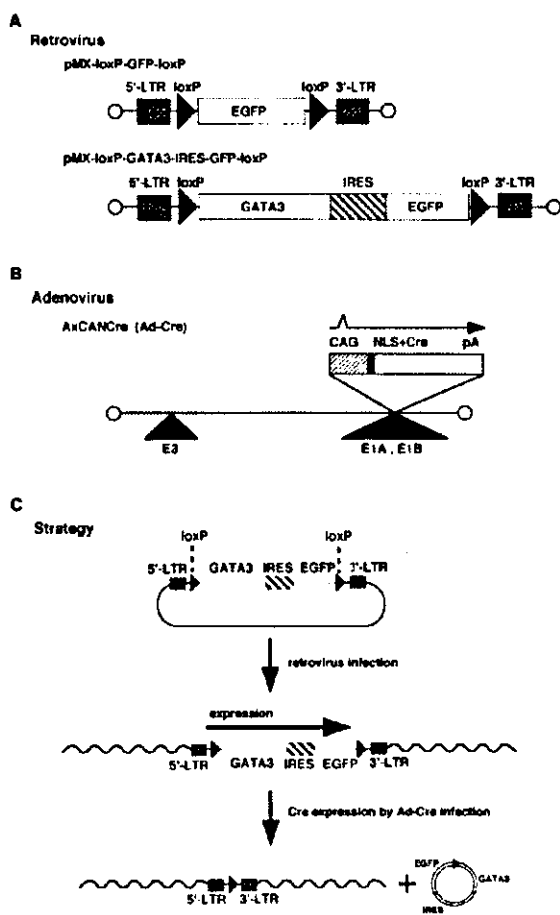 A
Retrovirus
pMX-loxP-GFP-loxP
5'-LTR loxP loxP 3'-LTR
EGFP
pMX-loxP-GATA3-IRES-GFP-loxP
5'-LTR loxP IRES loxP 3'-LTR
GATA3 EGFP
B
Adenovirus
AxCANCre (Ad-Cre)
CAG NLS+Cre pA
E3 E1A, E1B
C
Strategy
loxP loxP
5'-LTR GATA3 IRES EGFP 3'-LTR
retrovirus infection
expression
5'-LTR GATA3 IRES EGFP 3'-LTR
Cre expression by Ad-Cre infection
5'-LTR 3'-LTR + EGFP GATA3 IRES